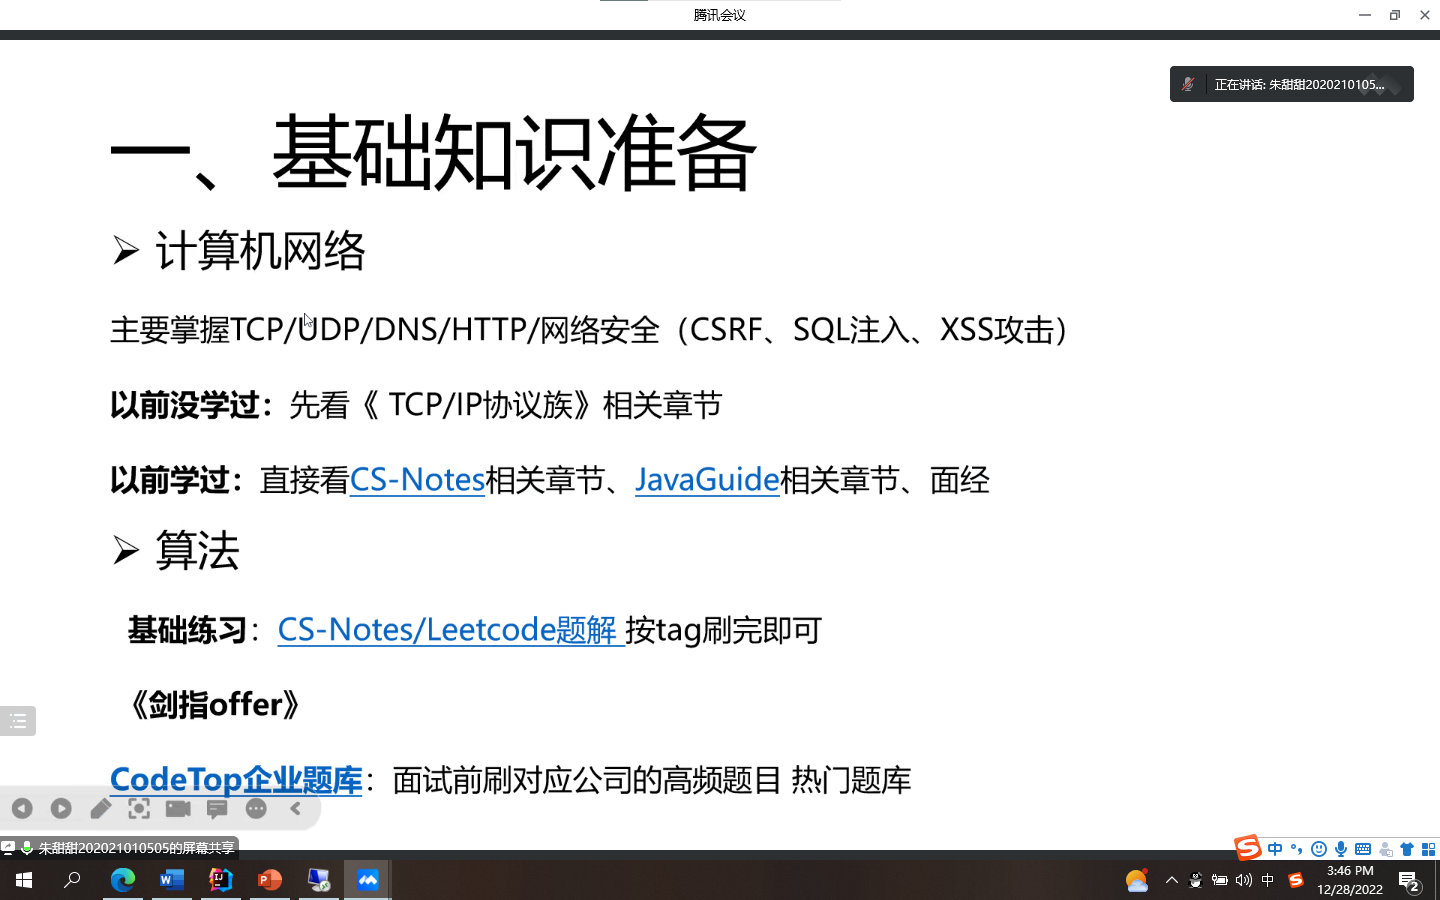 腾讯会议
正在讲话: 朱甜甜2020210105...
一、基础知识准备
➢ 计算机网络
主要掌握TCP/UDP/DNS/HTTP/网络安全（CSRF、SQL注入、XSS攻击）
以前没学过：先看《 TCP/IP协议族》相关章节
以前学过：直接看CS-Notes相关章节、JavaGuide相关章节、面经
➢ 算法
基础练习：CS-Notes/Leetcode题解 按tag刷完即可
《剑指offer》
CodeTop企业题库：面试前刷对应公司的高频题目 热门题库
朱甜甜202021010505的屏幕共享
中
中
3:46 PM
12/28/2022
2